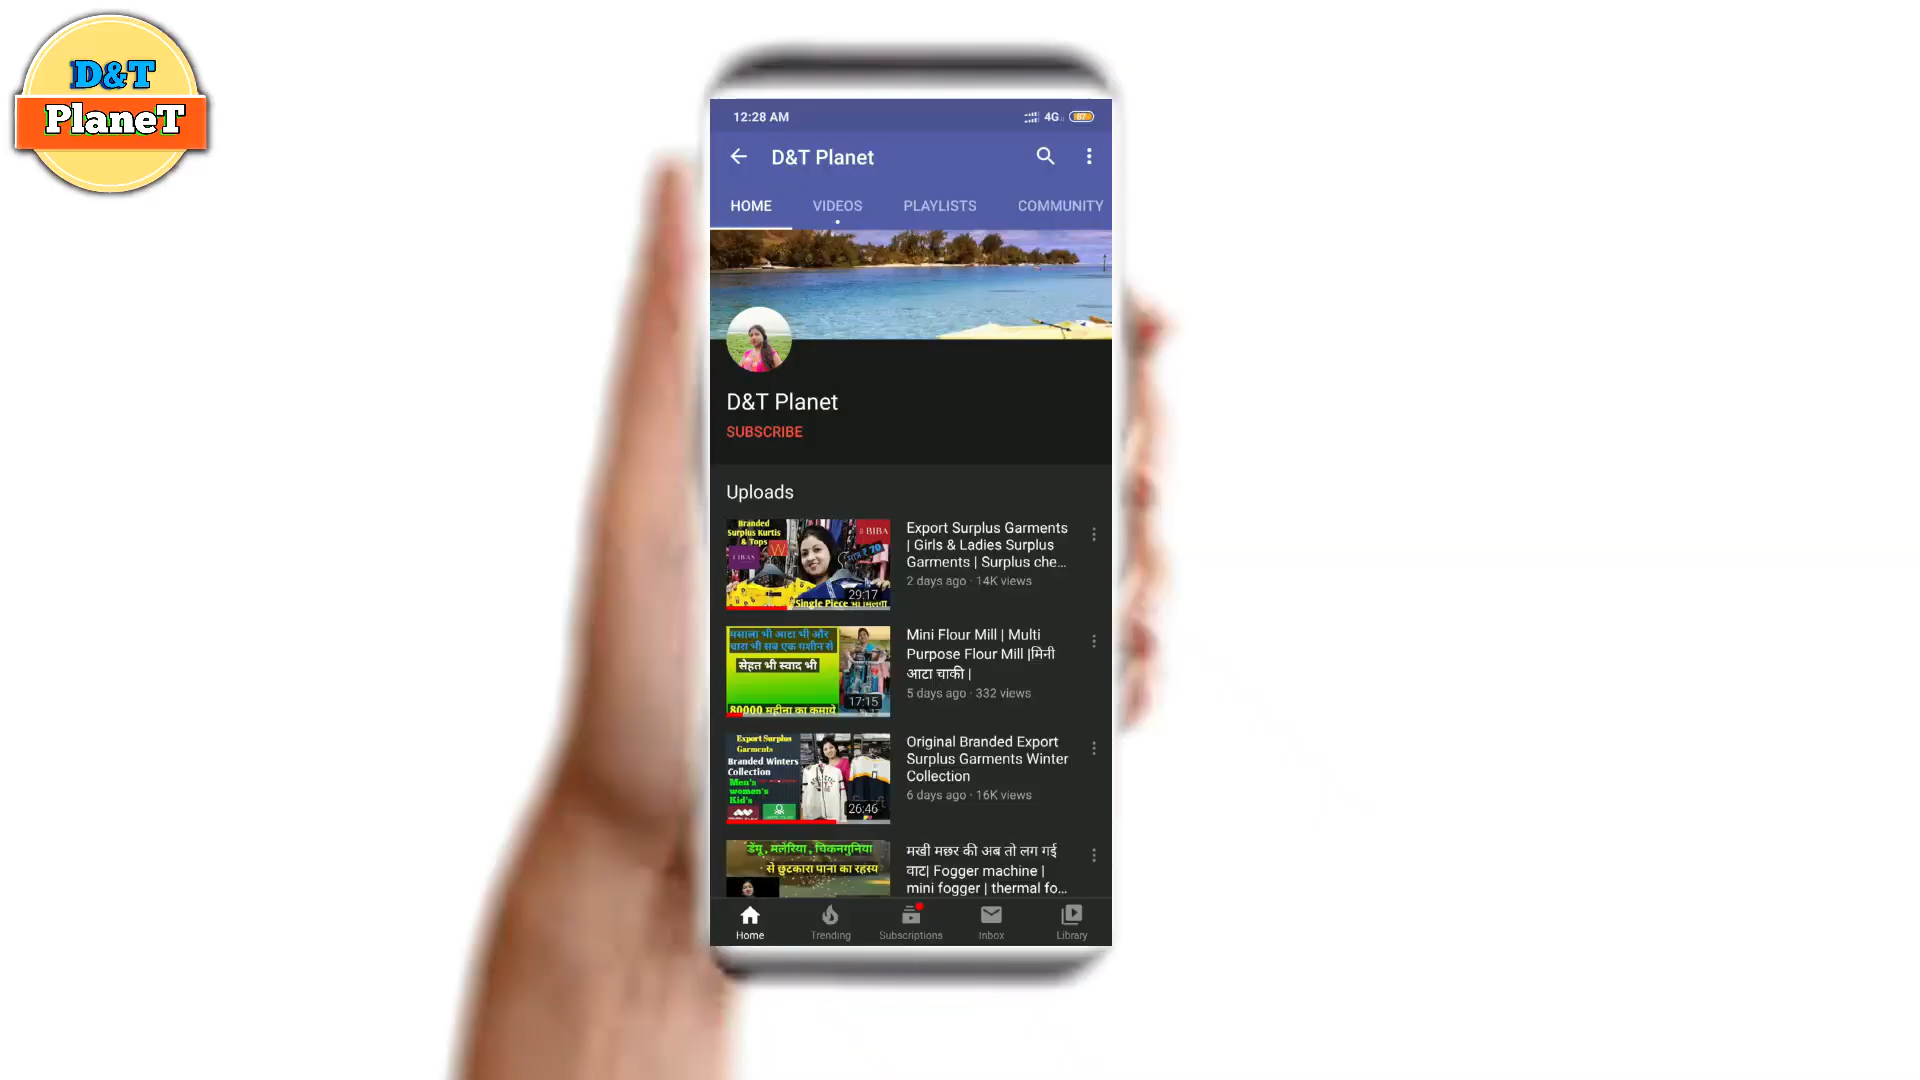 D&T
PlaneT
12:28 AM
4G
87
D&T Planet
HOME
VIDEOS
PLAYLISTS
COMMUNITY
D&T Planet
SUBSCRIBE
Uploads
Branded
Surplus Kurtis
& Tops
BIBA
W
मात्र ₹ 70
29:17
Single Piece भी मिलेगा
Export Surplus Garments
| Girls & Ladies Surplus
Garments | Surplus che...
2 days ago · 14K views
मसाला भी आटा भी और
चारा भी सब एक मशीन से
सेहत भी स्वाद भी
17:15
80000 महीना का कमाये
Mini Flour Mill | Multi
Purpose Flour Mill |मिनी
आटा चाकी |
5 days ago · 332 views
Export Surplus
Garments
Branded Winters
Collection
Men's
women's
Kid's
26:46
Original Branded Export
Surplus Garments Winter
Collection
6 days ago · 16K views
डेंगू , मलेरिया , चिकनगुनिया
से छुटकारा पाना का रहस्य
मखी मछर की अब तो लग गई
वाट| Fogger machine |
mini fogger | thermal fo...
Home
Trending
Subscriptions
Inbox
Library